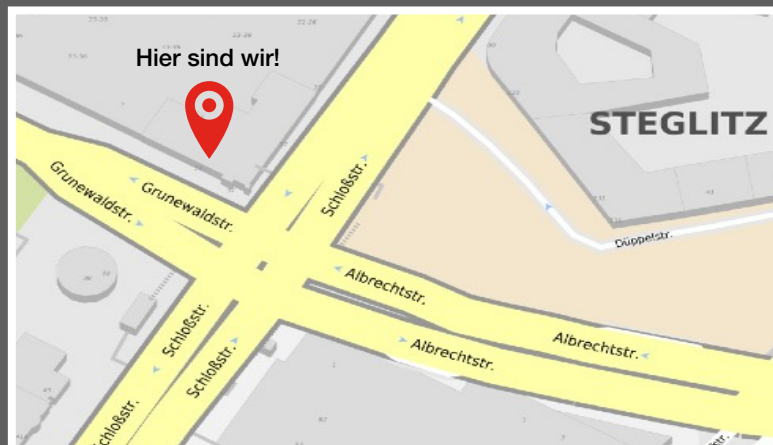 Hier sind wir!
STEGLITZ
Grunewaldstr.
Grunewaldstr.
Schloßstr.
Düppelstr.
Albrechtstr.
Schloßstr.
Albrechtstr.
Albrechtstr.
Schloßstr.
Schloßstr.